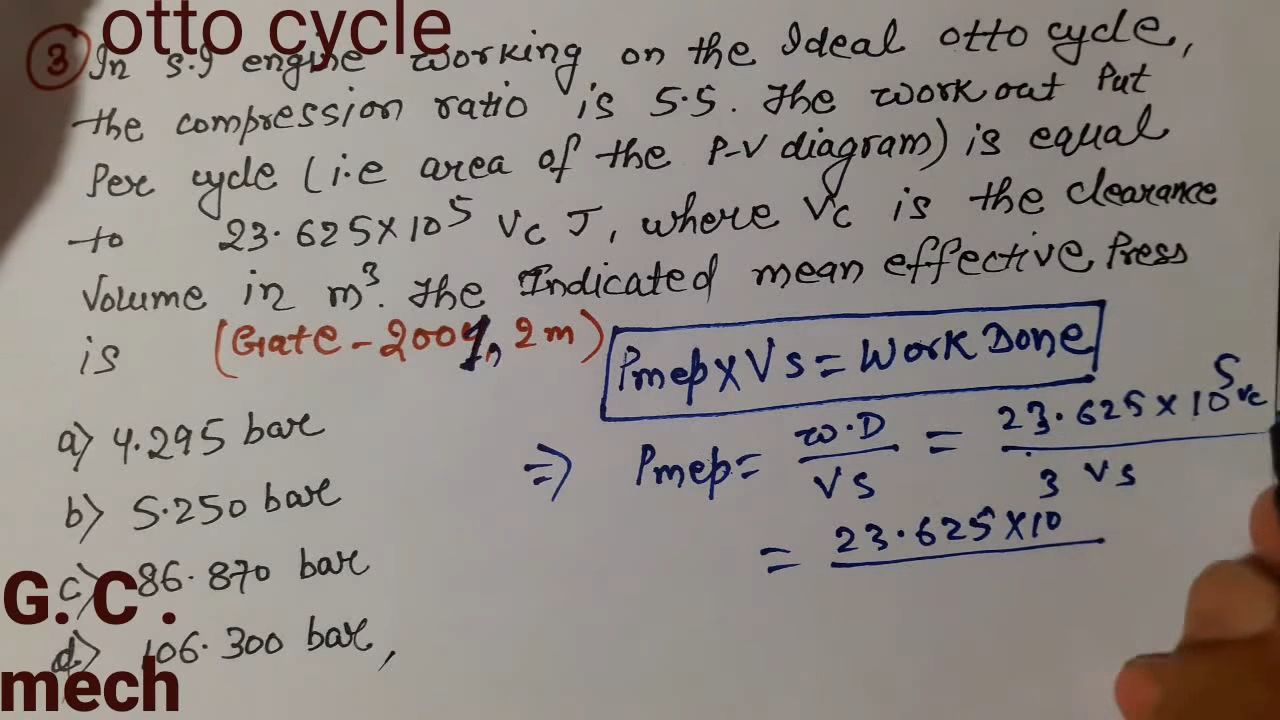 otto cycle
3 In S.I engine working on the Ideal otto cycle,
the compression ratio is 5.5. The work out Put
Per cycle (i.e area of the P-V diagram) is equal
to 23.625×10⁵ Vc J, where Vc is the clearance
Volume in m³. The Indicated mean effective Press
is (Gate-2001, 2m)
Pmep × Vs = Work Done
a) 4.295 bar
=> Pmep = W.D / Vs = 23.625×10⁵ Vc / Vs
b) 5.250 bar
3
= 23.625×10
c) 86.870 bar
d) 106.300 bar,
G. C.
mech